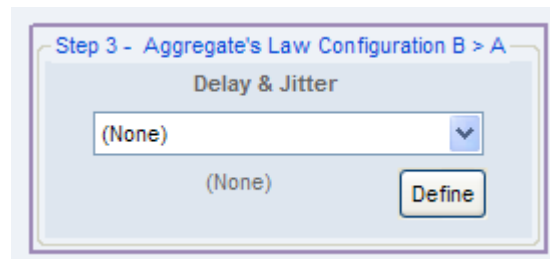 Step 3 - Aggregate's Law Configuration B > A
Delay & Jitter
(None)
(None)
Define